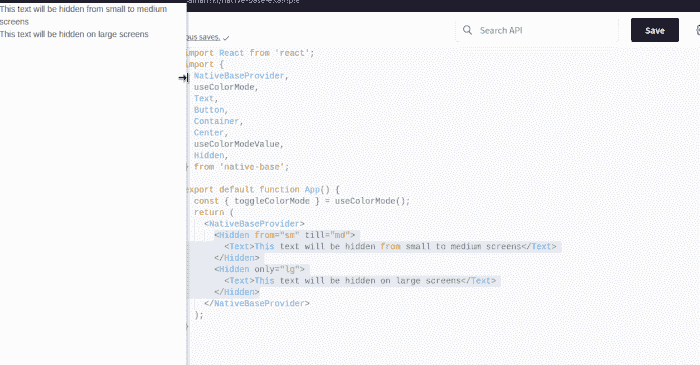 This text will be hidden from small to medium
screens
This text will be hidden on large screens
ous saves.
Search API
Save
import React from 'react';
import {
NativeBaseProvider,
useColorMode,
Text,
Button,
Container,
Center,
useColorModeValue,
Hidden,
} from 'native-base';
export default function App() {
const { toggleColorMode } = useColorMode();
return (
<NativeBaseProvider>
<Hidden from="sm" till="md">
<Text>This text will be hidden from small to medium screens</Text>
</Hidden>
<Hidden only="lg">
<Text>This text will be hidden on large screens</Text>
</Hidden>
</NativeBaseProvider>
);
}